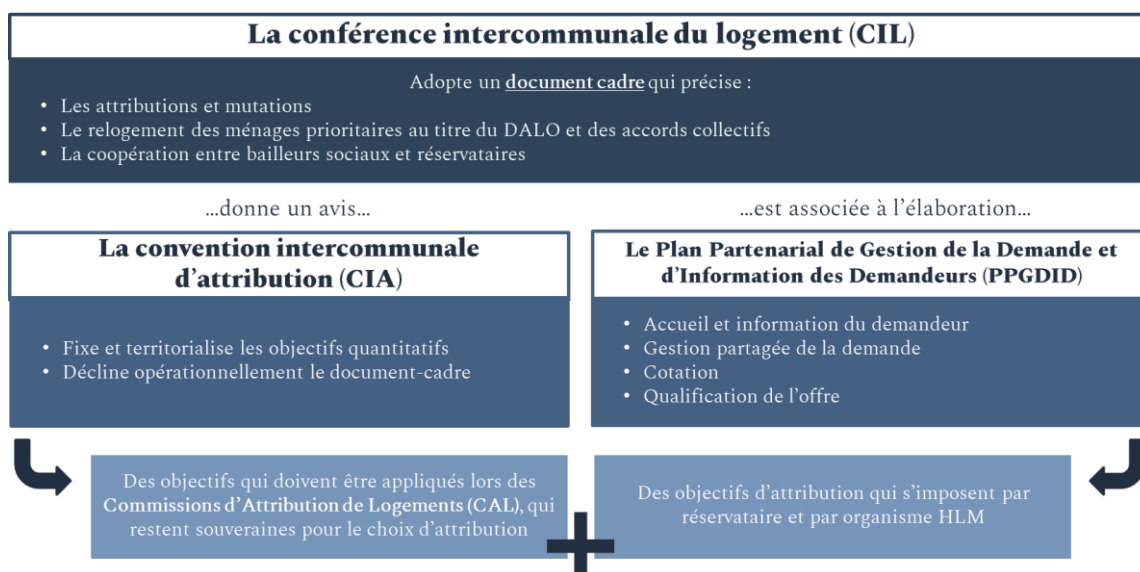 La conférence intercommunale du logement (CIL)
Adopte un document cadre qui précise :
• Les attributions et mutations
• Le relogement des ménages prioritaires au titre du DALO et des accords collectifs
• La coopération entre bailleurs sociaux et réservataires
...donne un avis...
La convention intercommunale
d'attribution (CIA)
• Fixe et territorialise les objectifs quantitatifs
• Décline opérationnellement le document-cadre
Des objectifs qui doivent être appliqués lors des
Commissions d'Attribution de Logements (CAL), qui
restent souveraines pour le choix d'attribution
...est associée à l'élaboration...
Le Plan Partenarial de Gestion de la Demande et
d'Information des Demandeurs (PPGDID)
• Accueil et information du demandeur
• Gestion partagée de la demande
• Cotation
• Qualification de l'offre
Des objectifs d'attribution qui s'imposent par
réservataire et par organisme HLM